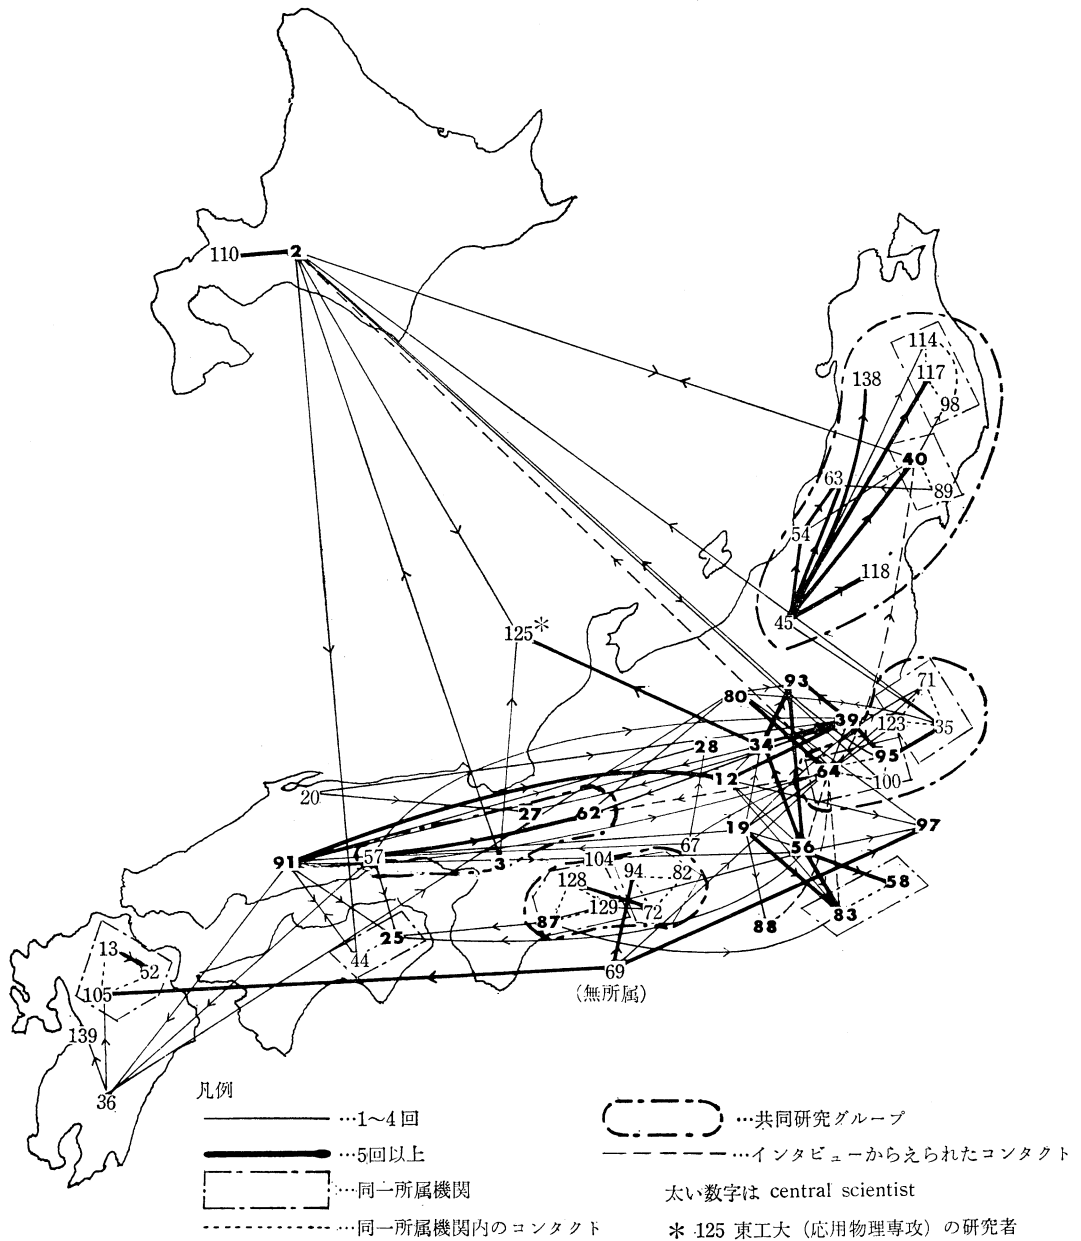 110 2
114
117
138
98
40
63
89
54
118
45
125*
93
71
80
39 123 35
28 34 95
64
12 100
20
27 62 97
19
67 56
91 57 3 104
94 82
128 58
129 72 83
87 88
25
13 44
52 69
105 (無所属)
139
36
凡例
…1～4回
…5回以上
…同一所属機関
…同一所属機関内のコンタクト
…共同研究グループ
…インタビューからえられたコンタクト
太い数字は central scientist
* 125 東工大(応用物理専攻)の研究者